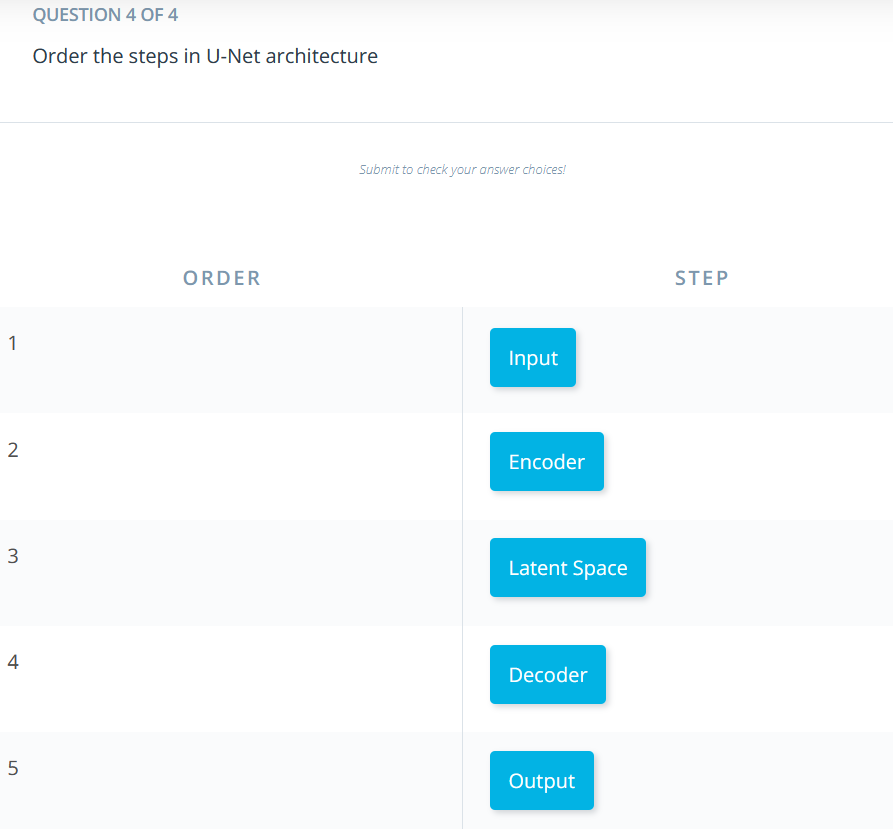 QUESTION 4 OF 4
Order the steps in U-Net architecture
Submit to check your answer choices!
ORDER STEP
1 Input
2 Encoder
3 Latent Space
4 Decoder
5 Output